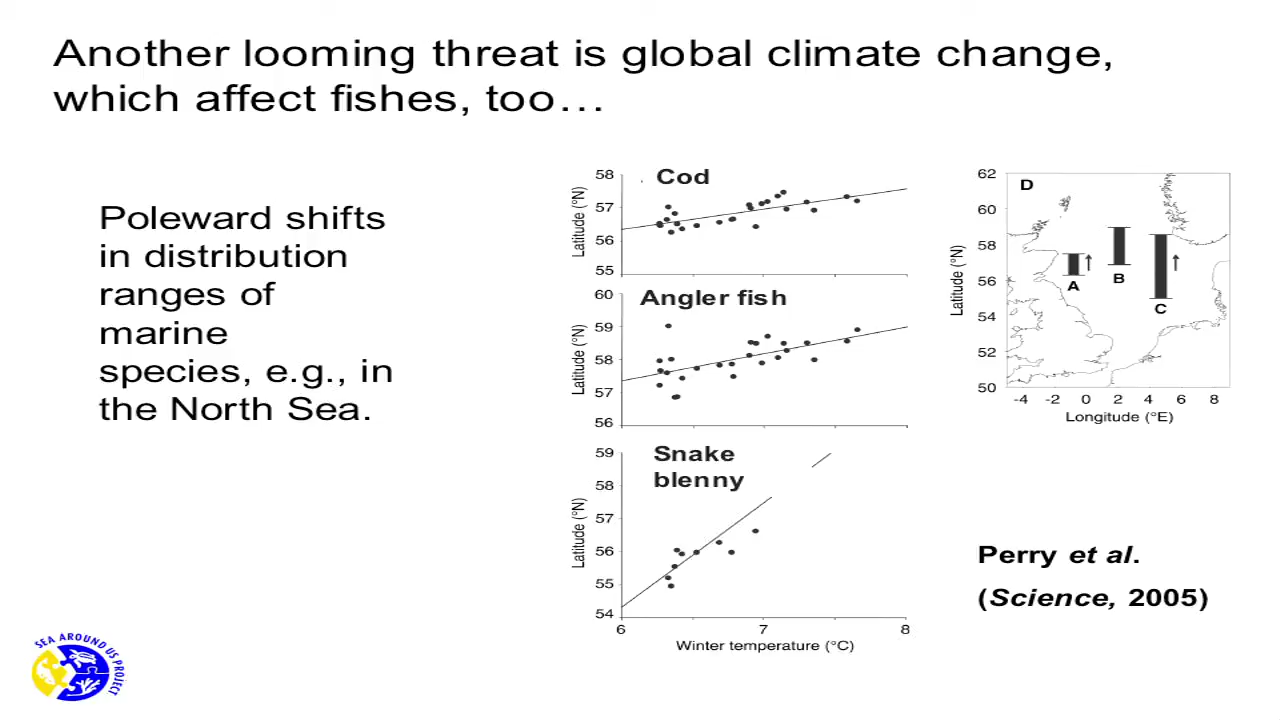 Another looming threat is global climate change,
which affect fishes, too…
Poleward shifts
in distribution
ranges of
marine
species, e.g., in
the North Sea.
Cod
58
57
56
55
Latitude (°N)
Angler fish
60
59
58
57
56
Latitude (°N)
Snake
blenny
59
58
57
56
55
54
Latitude (°N)
6 7 8
Winter temperature (°C)
D
62
60
58
56
54
52
50
Latitude (°N)
A
B
C
-4 -2 0 2 4 6 8
Longitude (°E)
Perry et al.
(Science, 2005)
SEA AROUND US PROJECT